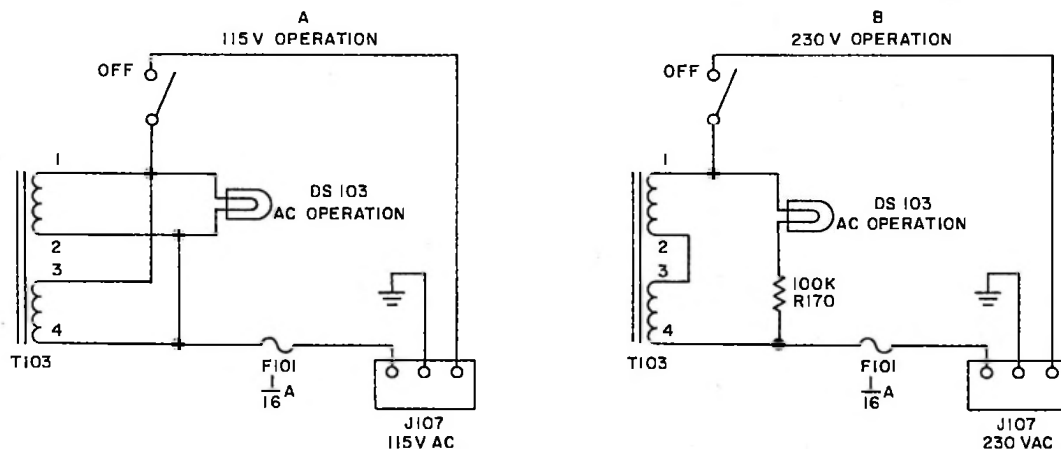 A
115 V OPERATION
OFF
1
2
3
4
T103
DS 103
AC OPERATION
F101
1/16 A
J107
115V AC
B
230 V OPERATION
OFF
1
2
3
4
T103
DS 103
AC OPERATION
100K
R170
F101
1/16 A
J107
230 VAC